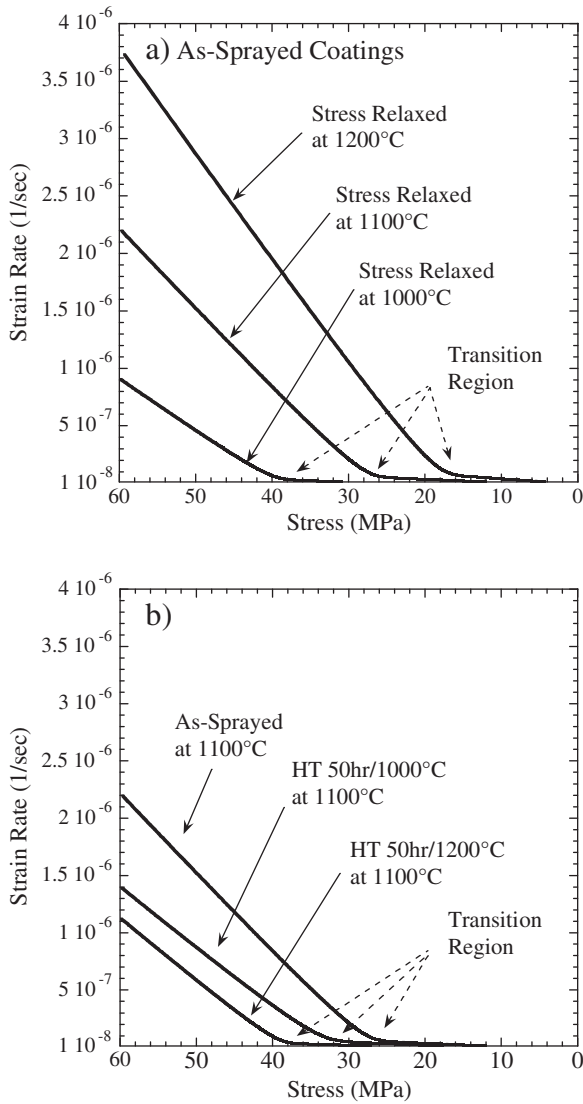 a) As-Sprayed Coatings
4 10⁻⁶
3.5 10⁻⁶
3 10⁻⁶
2.5 10⁻⁶
2 10⁻⁶
1.5 10⁻⁶
1 10⁻⁶
5 10⁻⁷
1 10⁻⁸
Strain Rate (1/sec)
Stress Relaxed
at 1200°C
Stress Relaxed
at 1100°C
Stress Relaxed
at 1000°C
Transition
Region
60 50 40 30 20 10 0
Stress (MPa)
b)
4 10⁻⁶
3.5 10⁻⁶
3 10⁻⁶
2.5 10⁻⁶
2 10⁻⁶
1.5 10⁻⁶
1 10⁻⁶
5 10⁻⁷
1 10⁻⁸
Strain Rate (1/sec)
As-Sprayed
at 1100°C
HT 50hr/1000°C
at 1100°C
HT 50hr/1200°C
at 1100°C
Transition
Region
60 50 40 30 20 10 0
Stress (MPa)